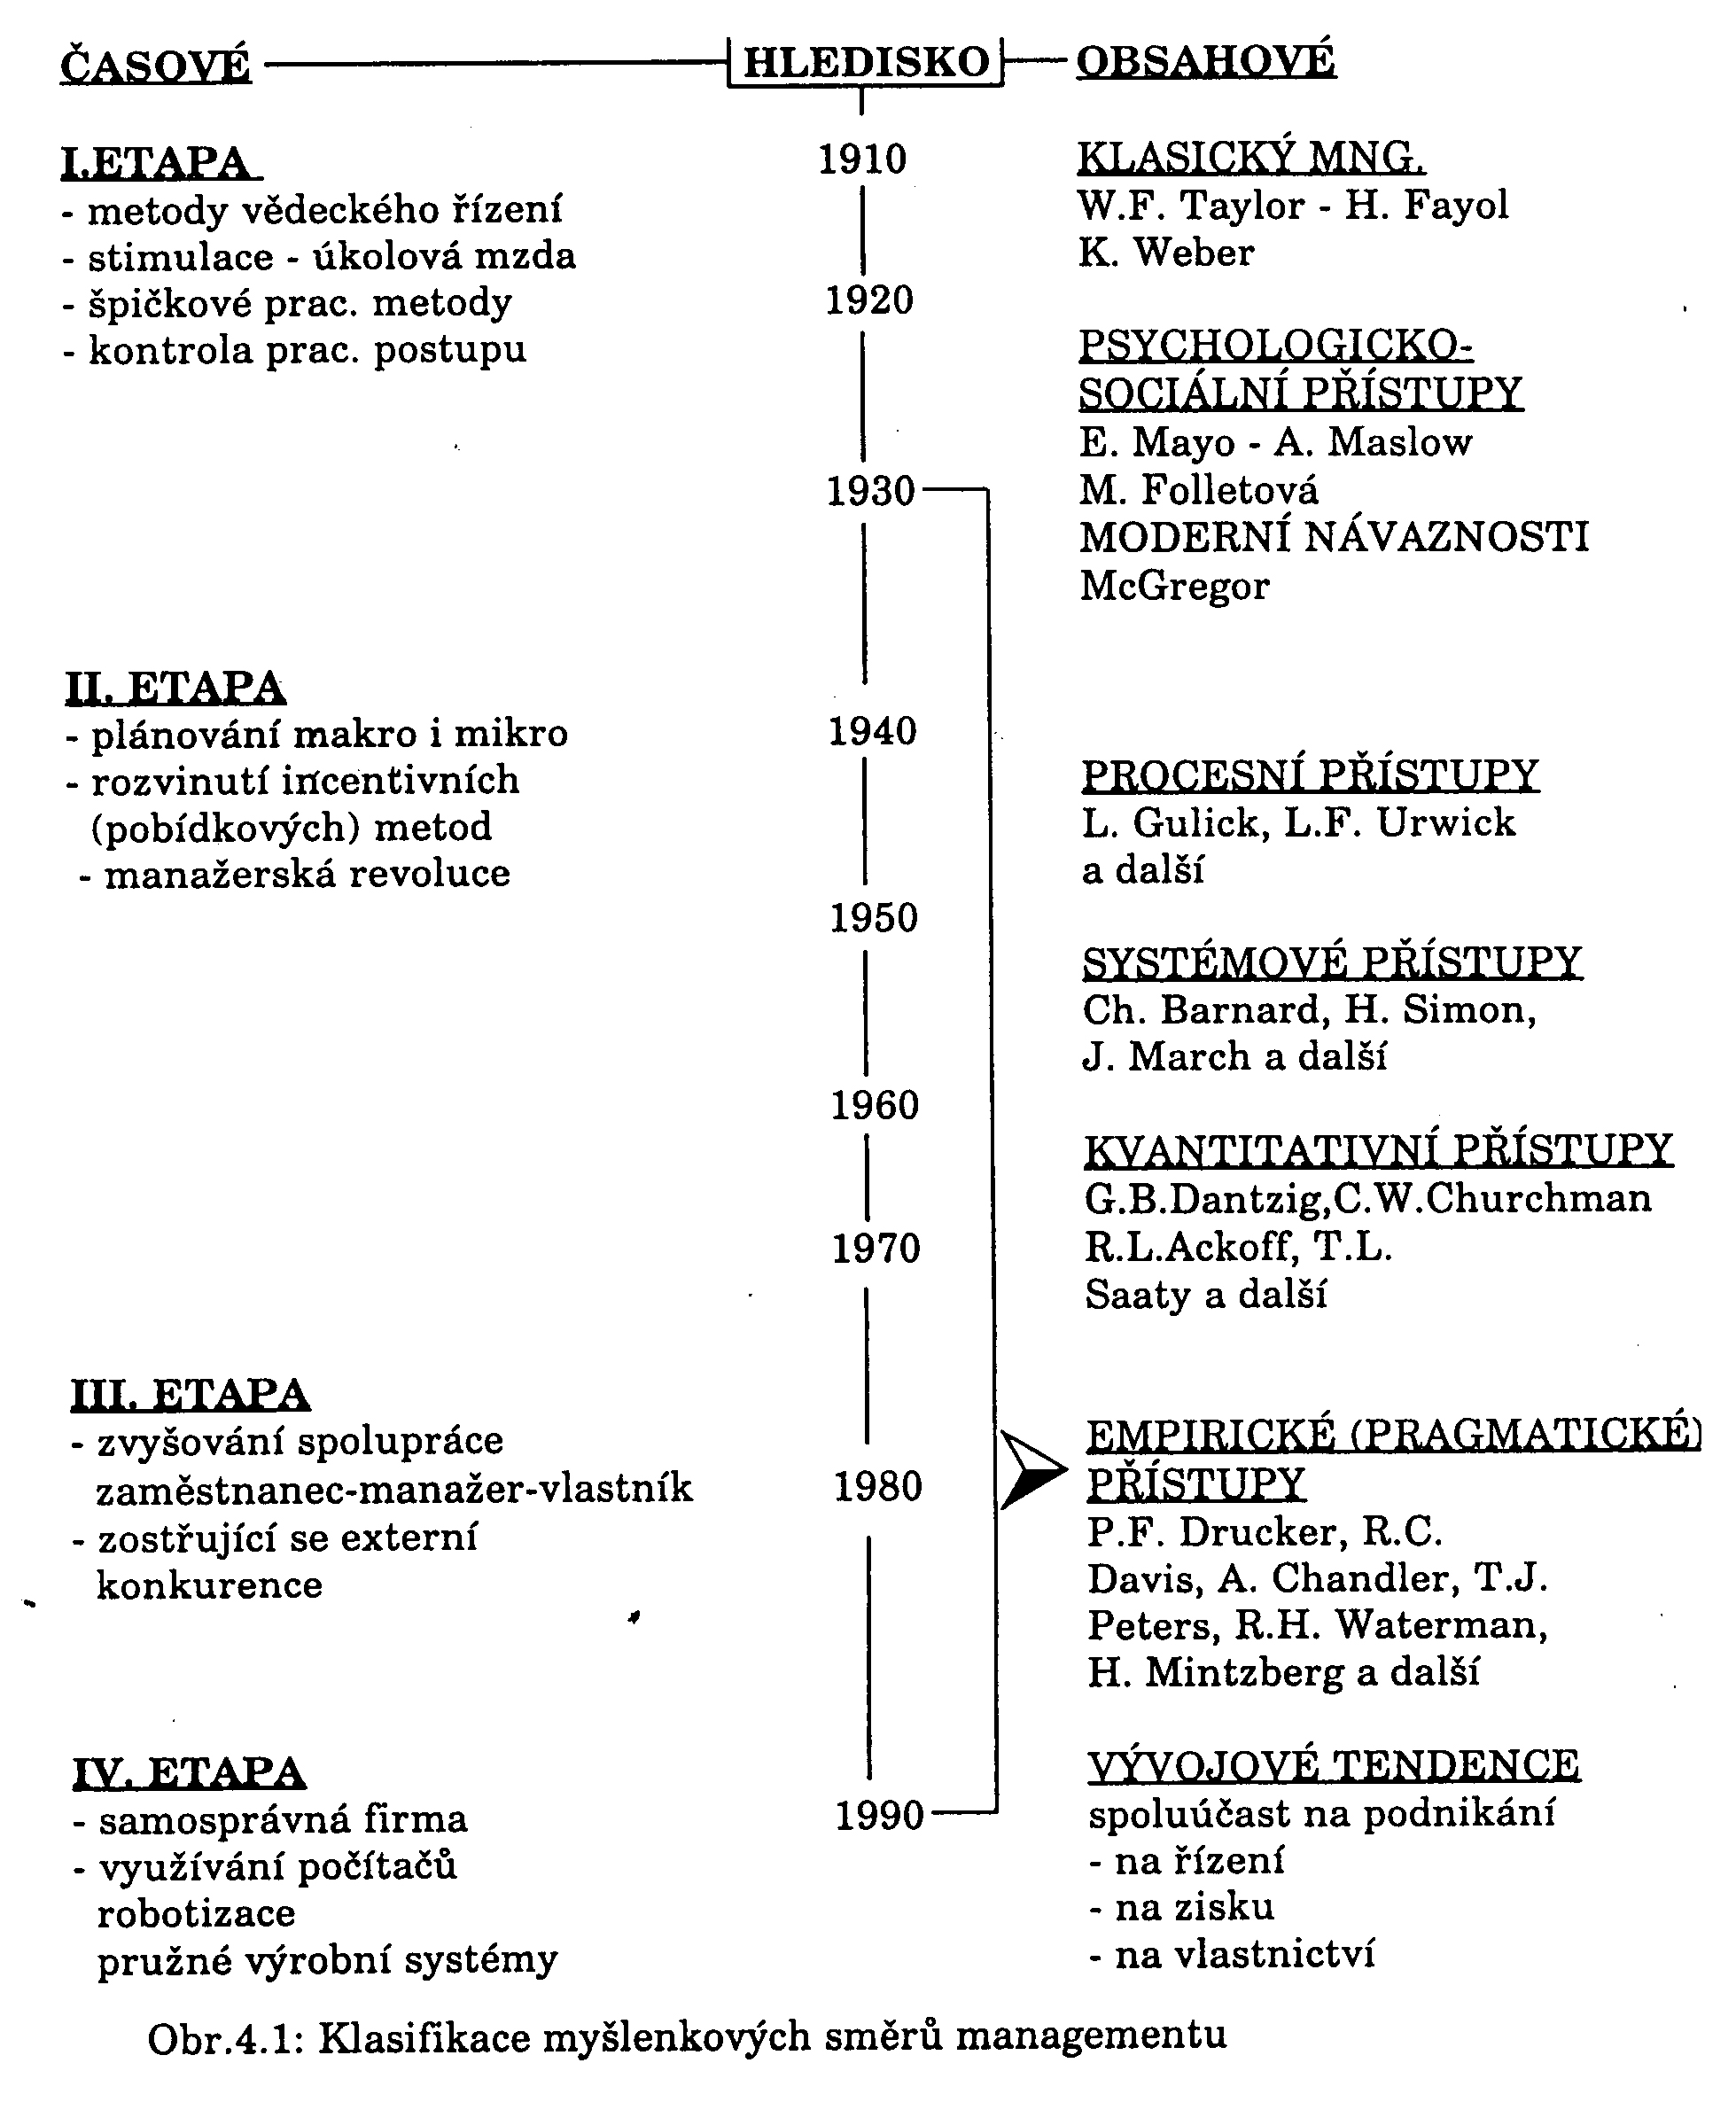 ČASOVÉ
HLEDISKO
OBSAHOVÉ
I.ETAPA
- metody vědeckého řízení
- stimulace - úkolová mzda
- špičkové prac. metody
- kontrola prac. postupu
II. ETAPA
- plánování makro i mikro
- rozvinutí incentivních
(pobídkových) metod
- manažerská revoluce
III. ETAPA
- zvyšování spolupráce
zaměstnanec-manažer-vlastník
- zostřující se externí
konkurence
IV. ETAPA
- samosprávná firma
- využívání počítačů
robotizace
pružné výrobní systémy
1910
1920
1930
1940
1950
1960
1970
1980
1990
KLASICKÝ MNG.
W.F. Taylor - H. Fayol
K. Weber
PSYCHOLOGICKO-
SOCIÁLNÍ PŘÍSTUPY
E. Mayo - A. Maslow
M. Folletová
MODERNÍ NÁVAZNOSTI
McGregor
PROCESNÍ PŘÍSTUPY
L. Gulick, L.F. Urwick
a další
SYSTÉMOVÉ PŘÍSTUPY
Ch. Barnard, H. Simon,
J. March a další
KVANTITATIVNÍ PŘÍSTUPY
G.B.Dantzig,C.W.Churchman
R.L.Ackoff, T.L.
Saaty a další
EMPIRICKÉ (PRAGMATICKÉ)
PŘÍSTUPY
P.F. Drucker, R.C.
Davis, A. Chandler, T.J.
Peters, R.H. Waterman,
H. Mintzberg a další
VÝVOJOVÉ TENDENCE
spoluúčast na podnikání
- na řízení
- na zisku
- na vlastnictví
Obr.4.1: Klasifikace myšlenkových směrů managementu